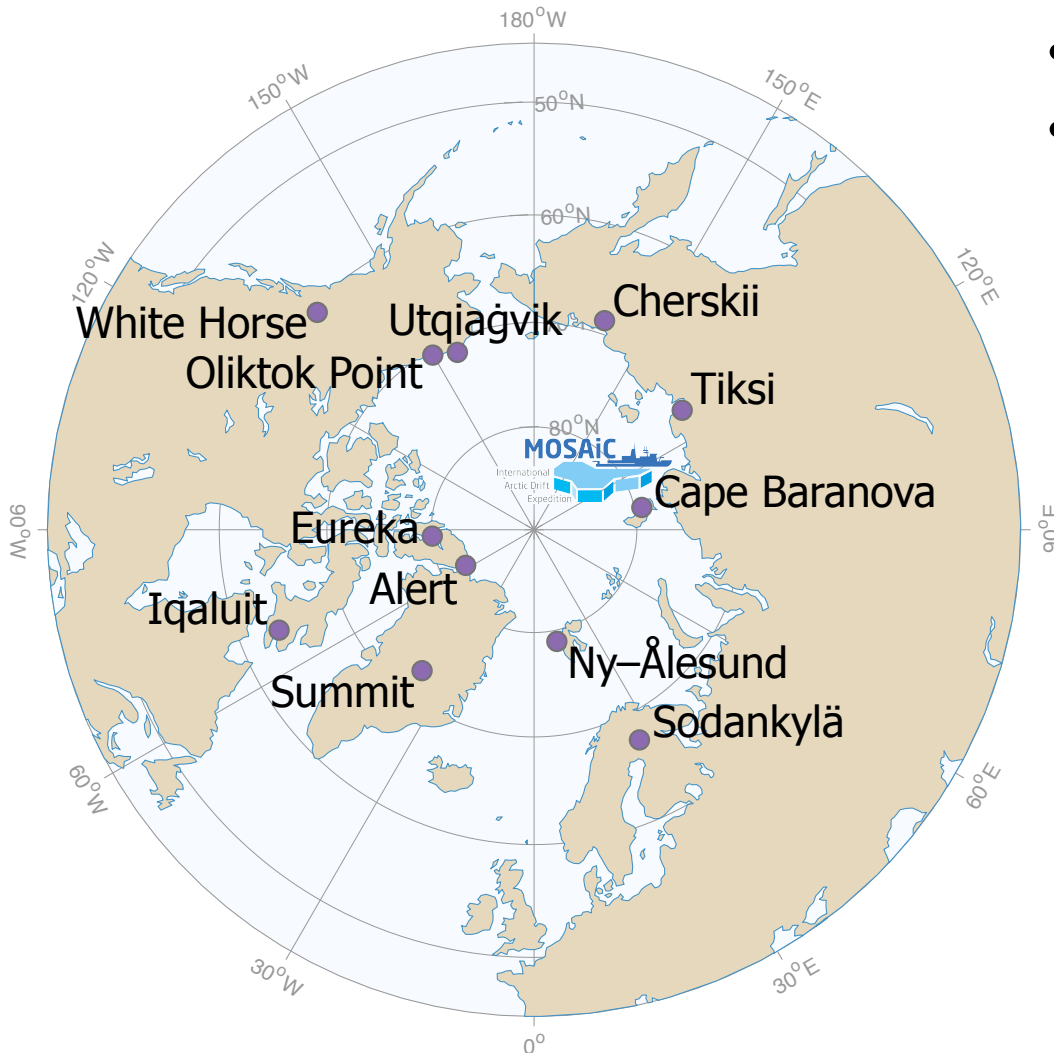 180°W
150°W
150°E
50°N
60°N
120°W
120°E
Cherskii
White Horse
Utqiaġvik
Oliktok Point
Tiksi
80°N
MOSAiC
International
Arctic Drift
Expedition
Cape Baranova
Eureka
90°W
90°E
Alert
Iqaluit
Ny–Ålesund
Summit
Sodankylä
60°W
60°E
30°W
30°E
0°